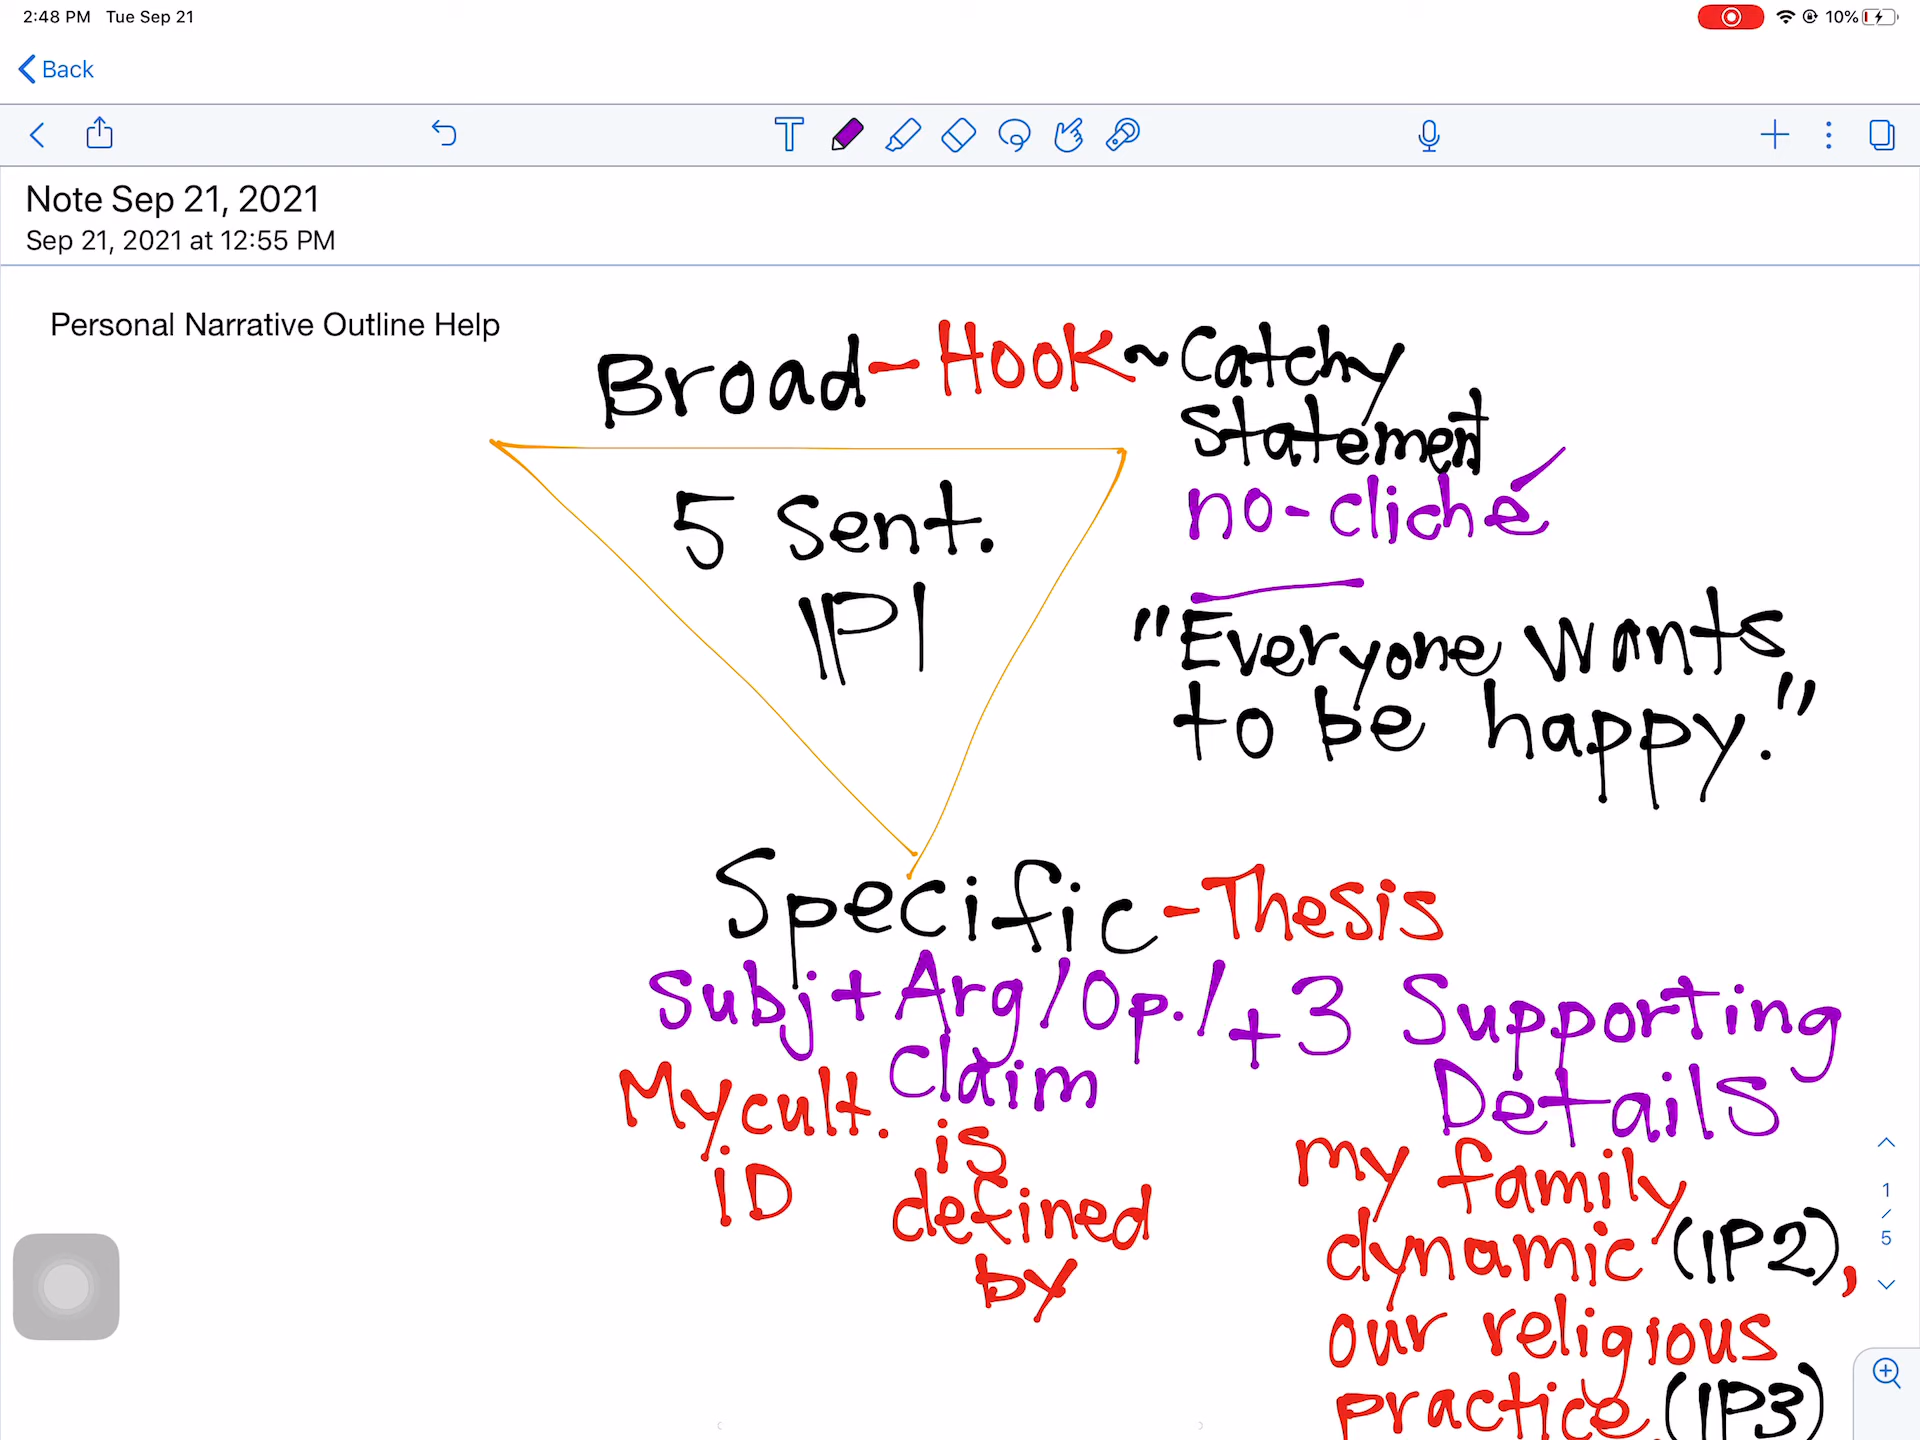 2:48 PM Tue Sep 21
10%
Back
T
Note Sep 21, 2021
Sep 21, 2021 at 12:55 PM
Personal Narrative Outline Help
Broad - Hook ~ Catchy
Statement
no-cliché
5 Sent.
IP1
"Everyone wants
to be happy."
Specific - Thesis
Subj + Arg/Op./ + 3 Supporting
Claim Details
My cult. is my family
iD defined dynamic (IP2),
by our religious
practice, (IP3)
1
/
5